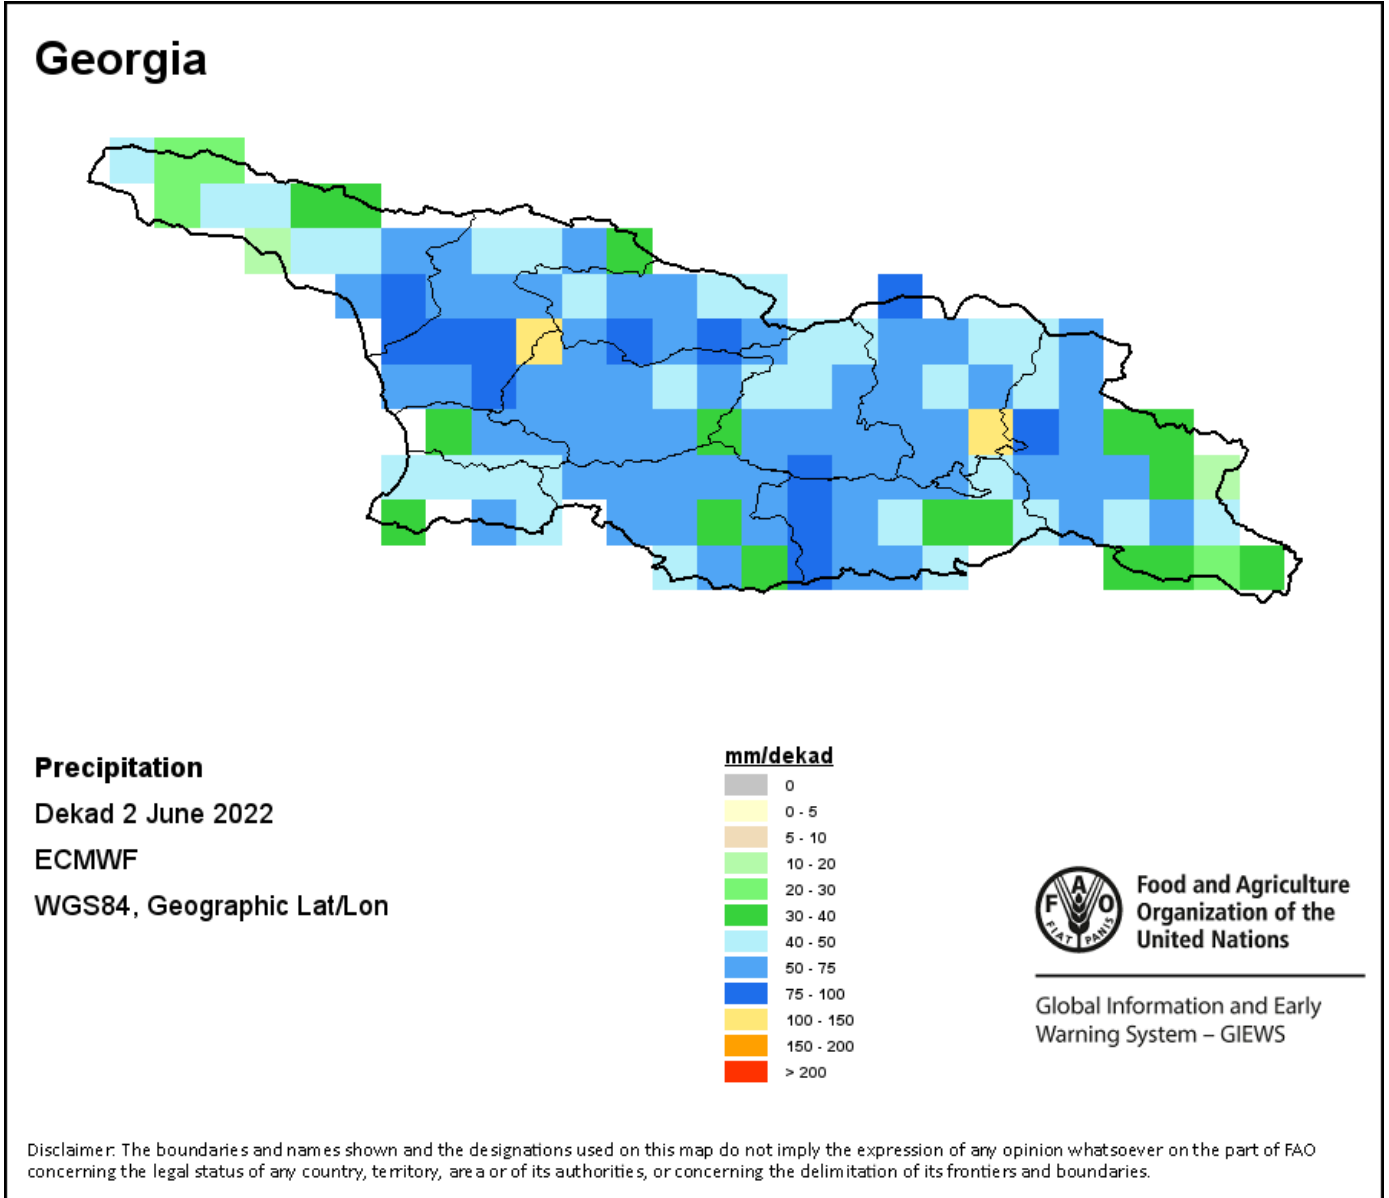 Georgia
Precipitation
Dekad 2 June 2022
ECMWF
WGS84, Geographic Lat/Lon
mm/dekad
0
0 - 5
5 - 10
10 - 20
20 - 30
30 - 40
40 - 50
50 - 75
75 - 100
100 - 150
150 - 200
> 200
F A O
FIAT PANIS
Food and Agriculture
Organization of the
United Nations
Global Information and Early
Warning System – GIEWS
Disclaimer: The boundaries and names shown and the designations used on this map do not imply the expression of any opinion whatsoever on the part of FAO
concerning the legal status of any country, territory, area or of its authorities, or concerning the delimitation of its frontiers and boundaries.